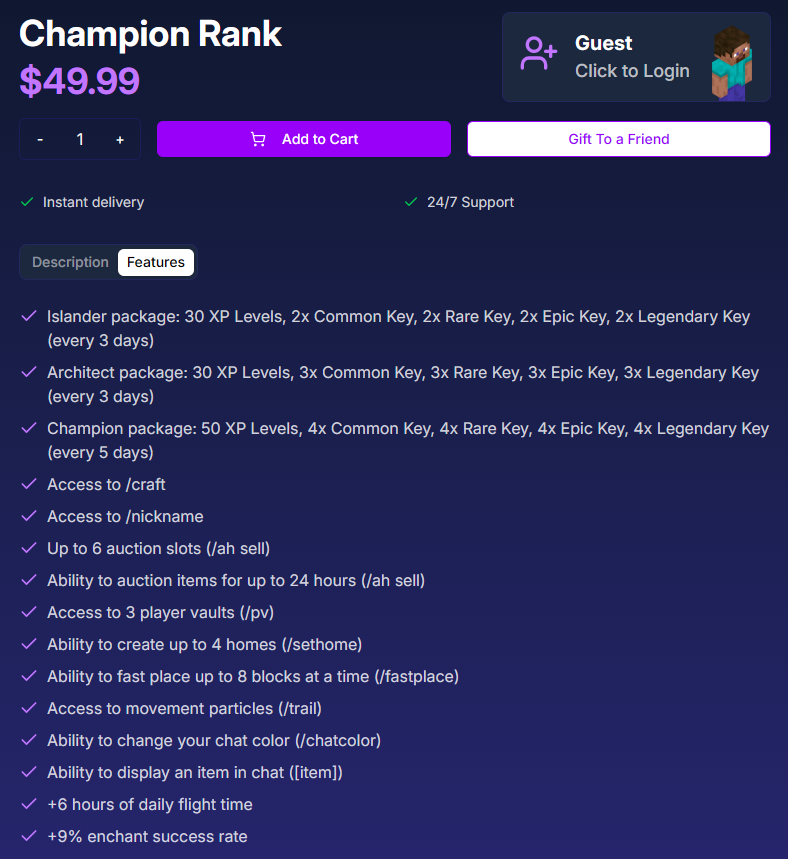 Champion Rank
$49.99
Guest
Click to Login
- 1 +
Add to Cart
Gift To a Friend
Instant delivery
24/7 Support
Description
Features
Islander package: 30 XP Levels, 2x Common Key, 2x Rare Key, 2x Epic Key, 2x Legendary Key
(every 3 days)
Architect package: 30 XP Levels, 3x Common Key, 3x Rare Key, 3x Epic Key, 3x Legendary Key
(every 3 days)
Champion package: 50 XP Levels, 4x Common Key, 4x Rare Key, 4x Epic Key, 4x Legendary Key
(every 5 days)
Access to /craft
Access to /nickname
Up to 6 auction slots (/ah sell)
Ability to auction items for up to 24 hours (/ah sell)
Access to 3 player vaults (/pv)
Ability to create up to 4 homes (/sethome)
Ability to fast place up to 8 blocks at a time (/fastplace)
Access to movement particles (/trail)
Ability to change your chat color (/chatcolor)
Ability to display an item in chat ([item])
+6 hours of daily flight time
+9% enchant success rate